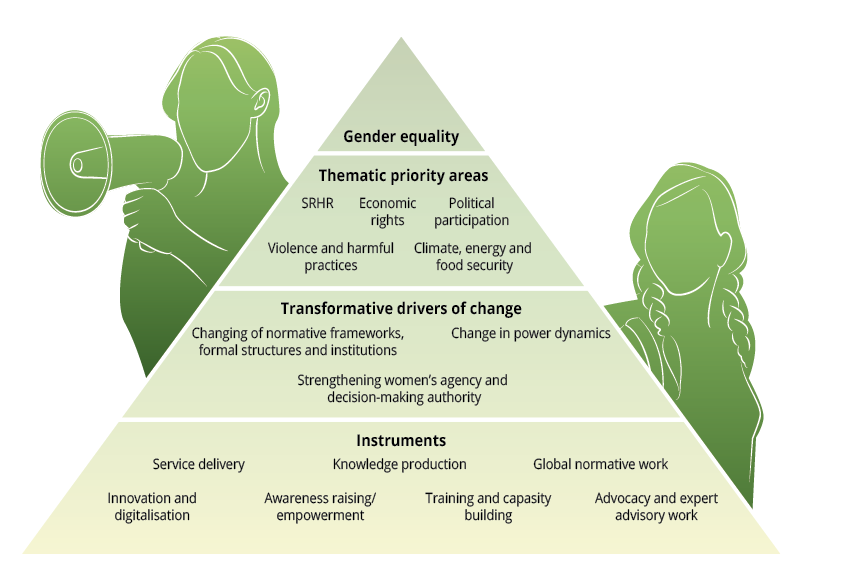 Gender equality
Thematic priority areas
SRHR
Economic
rights
Political
participation
Violence and harmful
practices
Climate, energy and
food security
Transformative drivers of change
Changing of normative frameworks,
formal structures and institutions
Change in power dynamics
Strengthening women’s agency and
decision-making authority
Instruments
Service delivery
Knowledge production
Global normative work
Innovation and
digitalisation
Awareness raising/
empowerment
Training and capasity
building
Advocacy and expert
advisory work